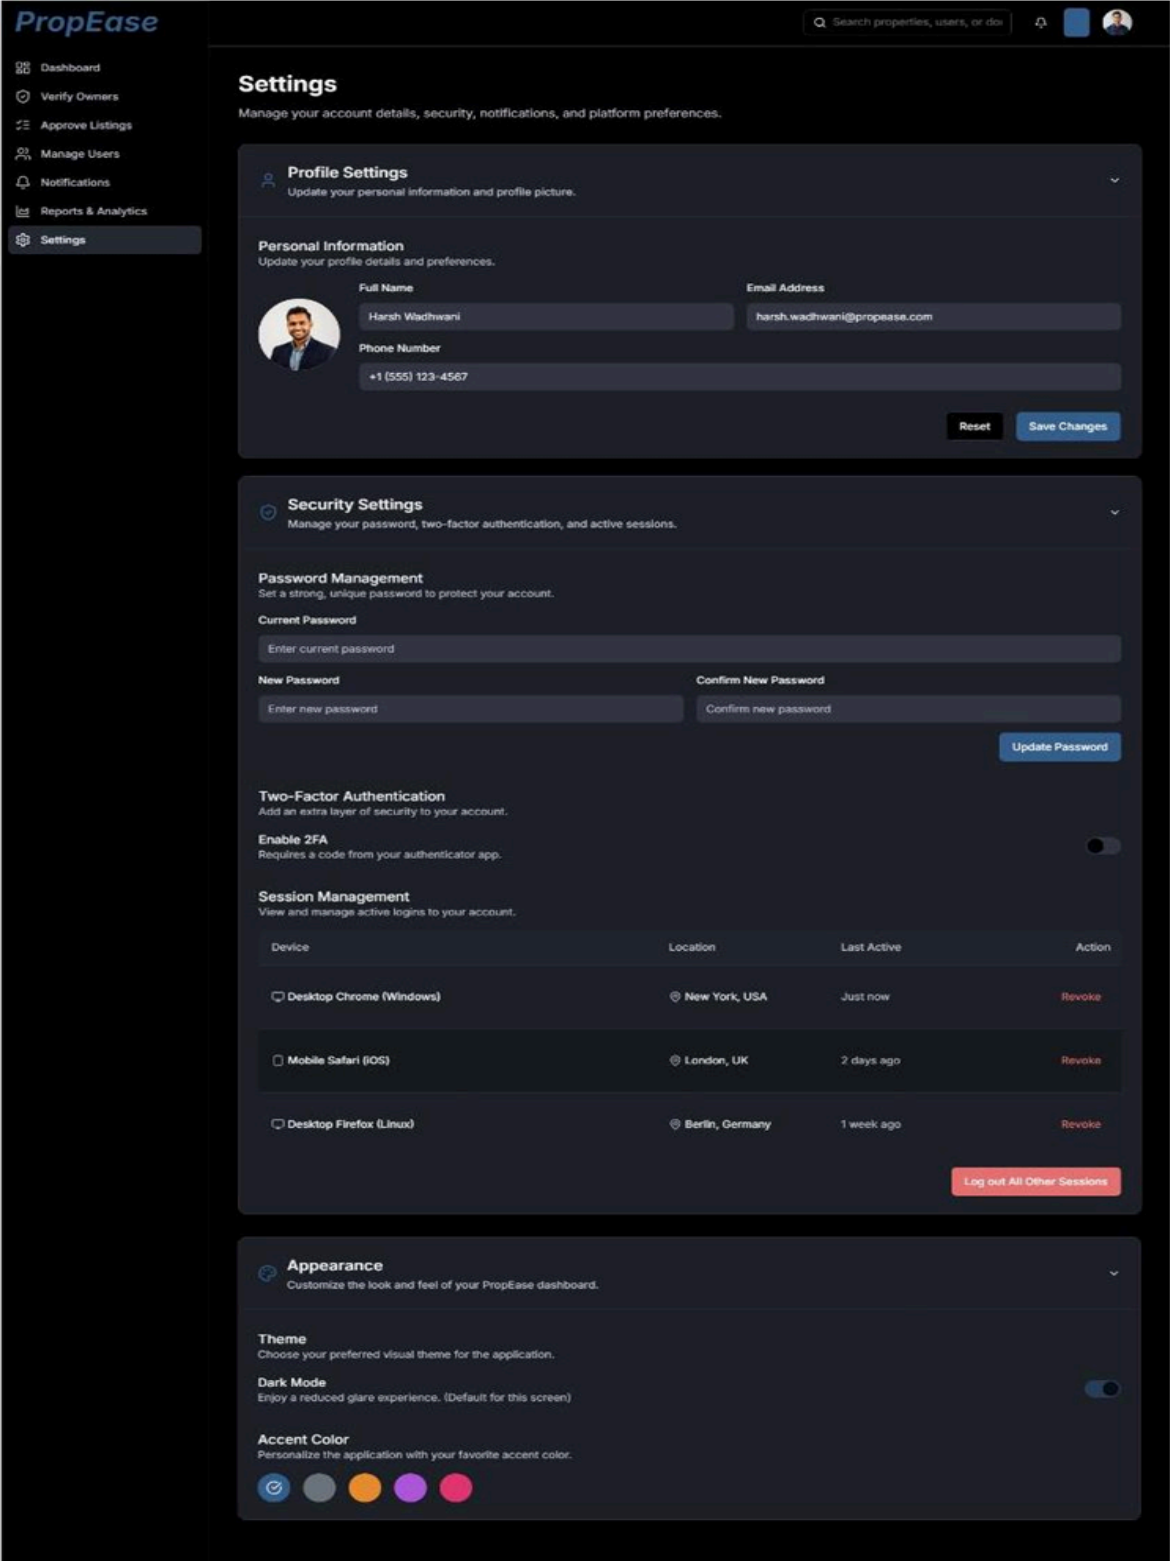 PropEase
Search properties, users, or do
Dashboard
Verify Owners
Approve Listings
Manage Users
Notifications
Reports & Analytics
Settings
Settings
Manage your account details, security, notifications, and platform preferences.
Profile Settings
Update your personal information and profile picture.
Personal Information
Update your profile details and preferences.
Full Name
Email Address
Harsh Wadhwani
harsh.wadhwani@propease.com
Phone Number
+1 (555) 123-4567
Reset
Save Changes
Security Settings
Manage your password, two-factor authentication, and active sessions.
Password Management
Set a strong, unique password to protect your account.
Current Password
Enter current password
New Password
Confirm New Password
Enter new password
Confirm new password
Update Password
Two-Factor Authentication
Add an extra layer of security to your account.
Enable 2FA
Requires a code from your authenticator app.
Session Management
View and manage active logins to your account.
Device Location Last Active Action
Desktop Chrome (Windows) New York, USA Just now Revoke
Mobile Safari (iOS) London, UK 2 days ago Revoke
Desktop Firefox (Linux) Berlin, Germany 1 week ago Revoke
Log out All Other Sessions
Appearance
Customize the look and feel of your PropEase dashboard.
Theme
Choose your preferred visual theme for the application.
Dark Mode
Enjoy a reduced glare experience. (Default for this screen)
Accent Color
Personalize the application with your favorite accent color.